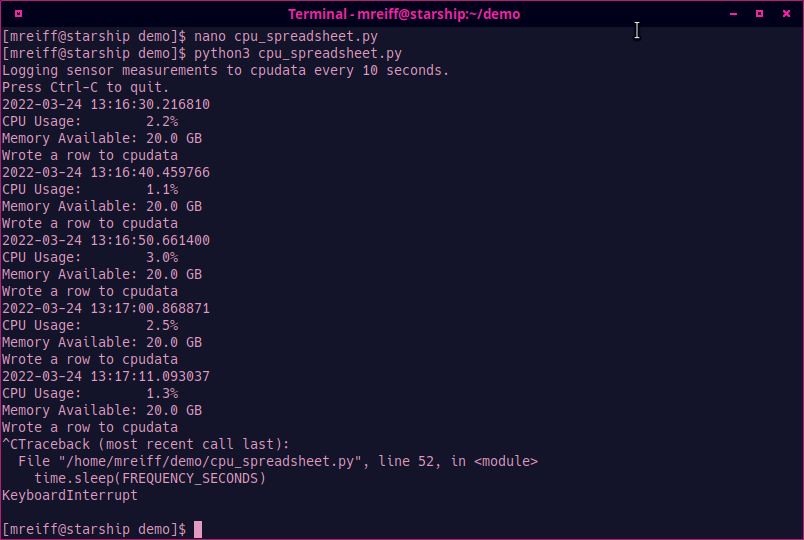 Terminal - mreiff@starship:~/demo
[mreiff@starship demo]$ nano cpu_spreadsheet.py
[mreiff@starship demo]$ python3 cpu_spreadsheet.py
Logging sensor measurements to cpudata every 10 seconds.
Press Ctrl-C to quit.
2022-03-24 13:16:30.216810
CPU Usage:        2.2%
Memory Available: 20.0 GB
Wrote a row to cpudata
2022-03-24 13:16:40.459766
CPU Usage:        1.1%
Memory Available: 20.0 GB
Wrote a row to cpudata
2022-03-24 13:16:50.661400
CPU Usage:        3.0%
Memory Available: 20.0 GB
Wrote a row to cpudata
2022-03-24 13:17:00.868871
CPU Usage:        2.5%
Memory Available: 20.0 GB
Wrote a row to cpudata
2022-03-24 13:17:11.093037
CPU Usage:        1.3%
Memory Available: 20.0 GB
Wrote a row to cpudata
^CTraceback (most recent call last):
  File "/home/mreiff/demo/cpu_spreadsheet.py", line 52, in <module>
    time.sleep(FREQUENCY_SECONDS)
KeyboardInterrupt
[mreiff@starship demo]$